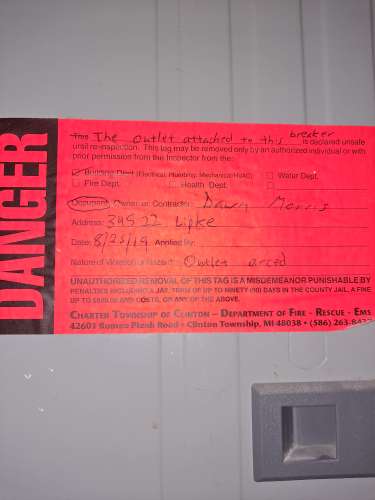 DANGER
This The outlet attached to this breaker is declared unsafe
until re-inspection. This tag may be removed only by an authorized individual or with
prior permission from the Inspector from the:
Building Dept (Electrical, Plumbing, Mechanical/HVAC) Water Dept.
Fire Dept. Health Dept.
Occupant, Owner, or Contractor: Dawn Morris
Address: 34822 Lipke
Date: 8/25/19 Applied By:
Nature of Violation or Hazard: Outlet arced
UNAUTHORIZED REMOVAL OF THIS TAG IS A MISDEMEANOR PUNISHABLE BY
PENALTIES INCLUDING A JAIL TERM OF UP TO NINETY (90) DAYS IN THE COUNTY JAIL, A FINE
UP TO $500.00 AND COSTS, OR ANY OF THE ABOVE.
CHARTER TOWNSHIP OF CLINTON – DEPARTMENT OF FIRE - RESCUE - EMS
42601 Romeo Plank Road • Clinton Township, MI 48038 • (586) 263-